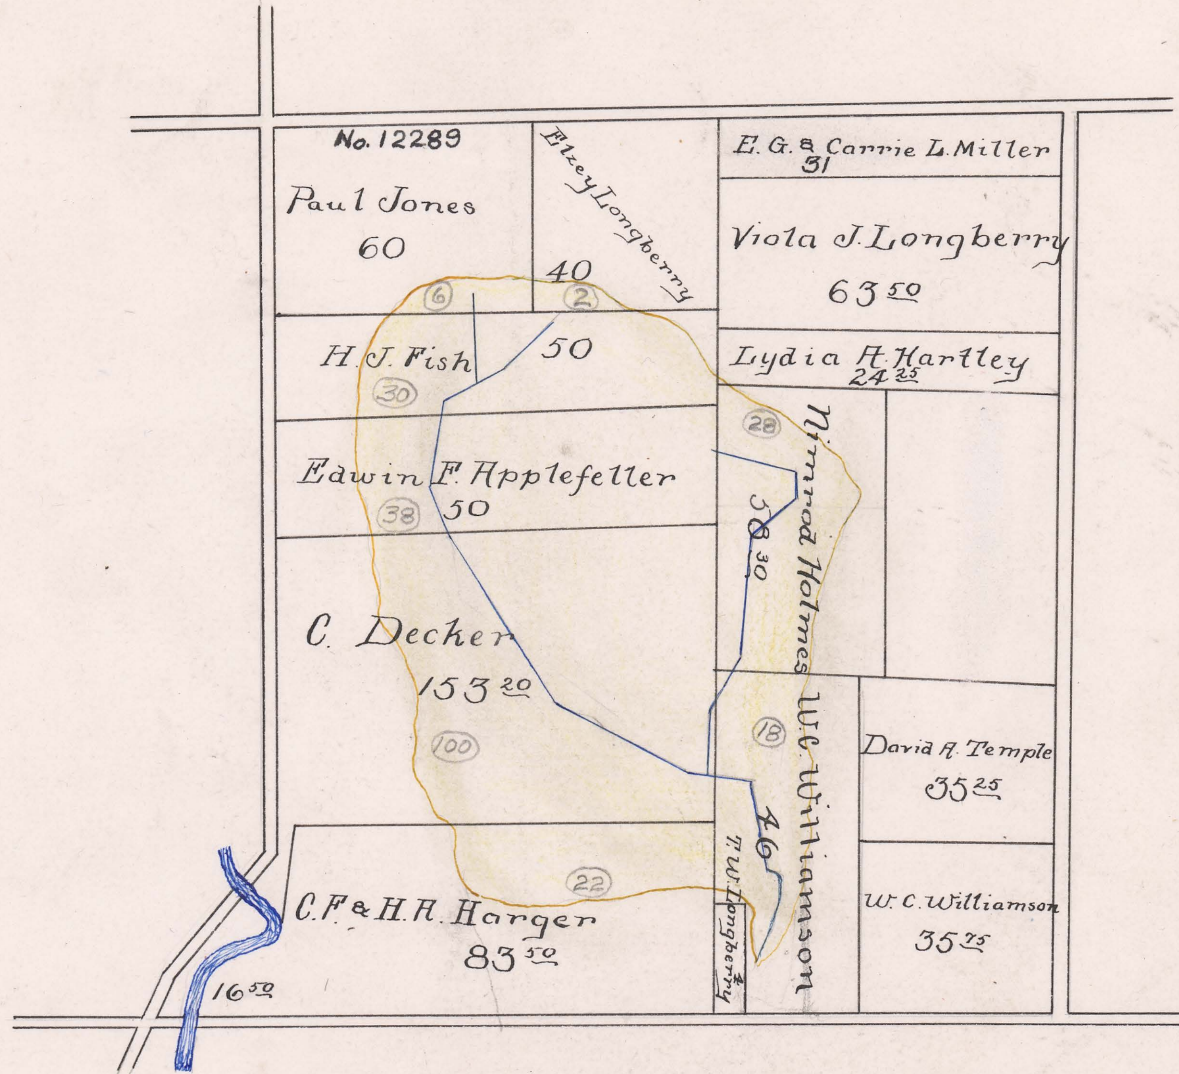 No. 12289
Paul Jones
60
Elzey Longberry
40
E. G. & Carrie L. Miller
31
Viola J. Longberry
63 50
6
2
H. J. Fish
50
30
Lydia A. Hartley
24 25
28
Nimrod Holmes
58 30
Edwin F. Applefeller
50
38
C. Decker
153 20
100
18
W. C. Williamson
46
David A. Temple
35 25
T. W. Longberry
2
22
C. F. & H. A. Harger
83 50
W. C. Williamson
35 75
16 50